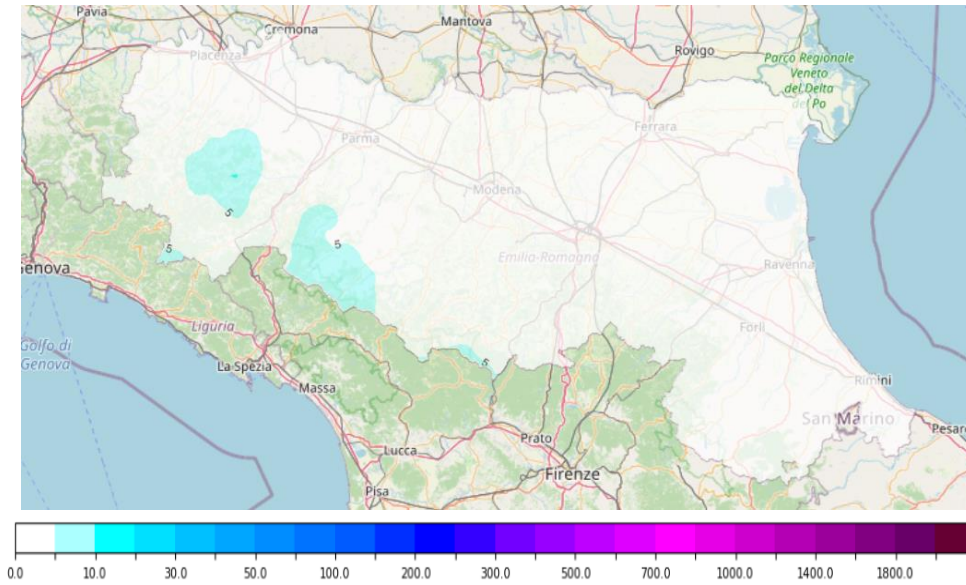 Pavia
Cremona
Mantova
Piacenza
Rovigo
Parco Regionale
Veneto
del Delta
del Po
Parma
Ferrara
Modena
5
5
5
Emilia-Romagna
Ravenna
Genova
Liguria
Forlì
Golfo di
Genova
La Spezia
5
Massa
Rimini
San Marino
Pesaro
Prato
Lucca
Firenze
Pisa
0.0 10.0 30.0 50.0 100.0 200.0 300.0 500.0 700.0 1000.0 1400.0 1800.0